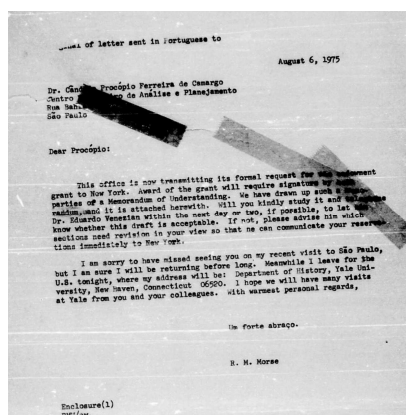 of letter sent in Portuguese to
August 6, 1975
Dr. Procópio Ferreira de Camargo
de Análise e Planejamento
Rua
São Paulo
Dear Procópio:
This office is now transmitting its formal request for
grant to New York. Award of the grant will require signature by
parties of a Memorandum of Understanding. We have drawn up such a
randum, and it is attached herewith. Will you kindly study it and
Dr. Eduardo Venezian within the next day or two, if possible, to let
know whether this draft is acceptable. If not, please advise him which
sections need revision in your view so that he can communicate your reserva-
tions immediately to New York.
I am sorry to have missed seeing you on my recent visit to São Paulo,
but I am sure I will be returning before long. Meanwhile I leave for the
U.S. tonight, where my address will be: Department of History, Yale Uni-
versity, New Haven, Connecticut 06520. I hope we will have many visits
at Yale from you and your colleagues. With warmest personal regards,
Um forte abraço.
R. M. Morse
Enclosure(1)